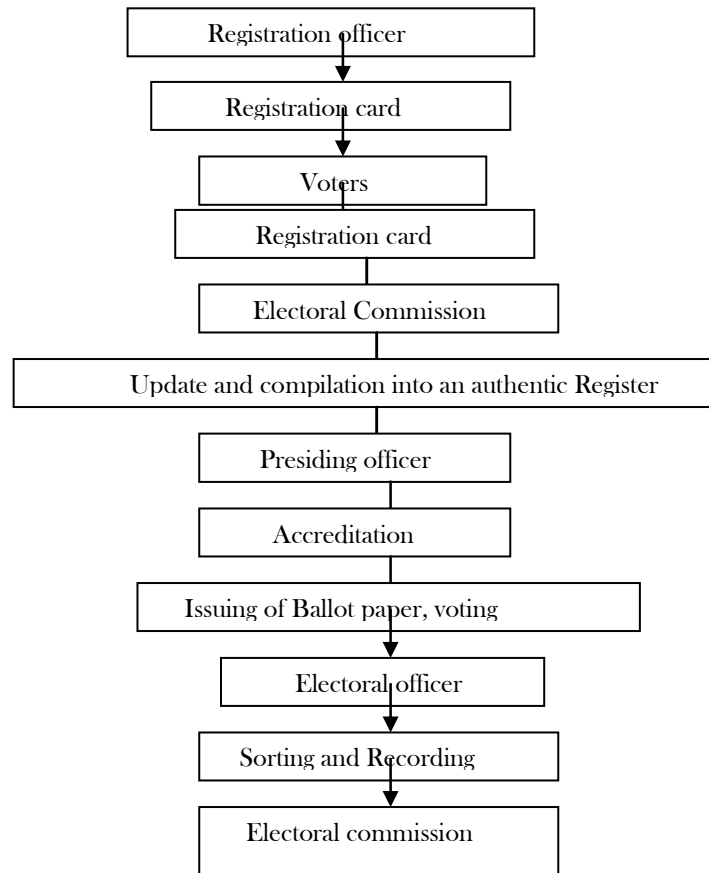 Registration officer
Registration card
Voters
Registration card
Electoral Commission
Update and compilation into an authentic Register
Presiding officer
Accreditation
Issuing of Ballot paper, voting
Electoral officer
Sorting and Recording
Electoral commission